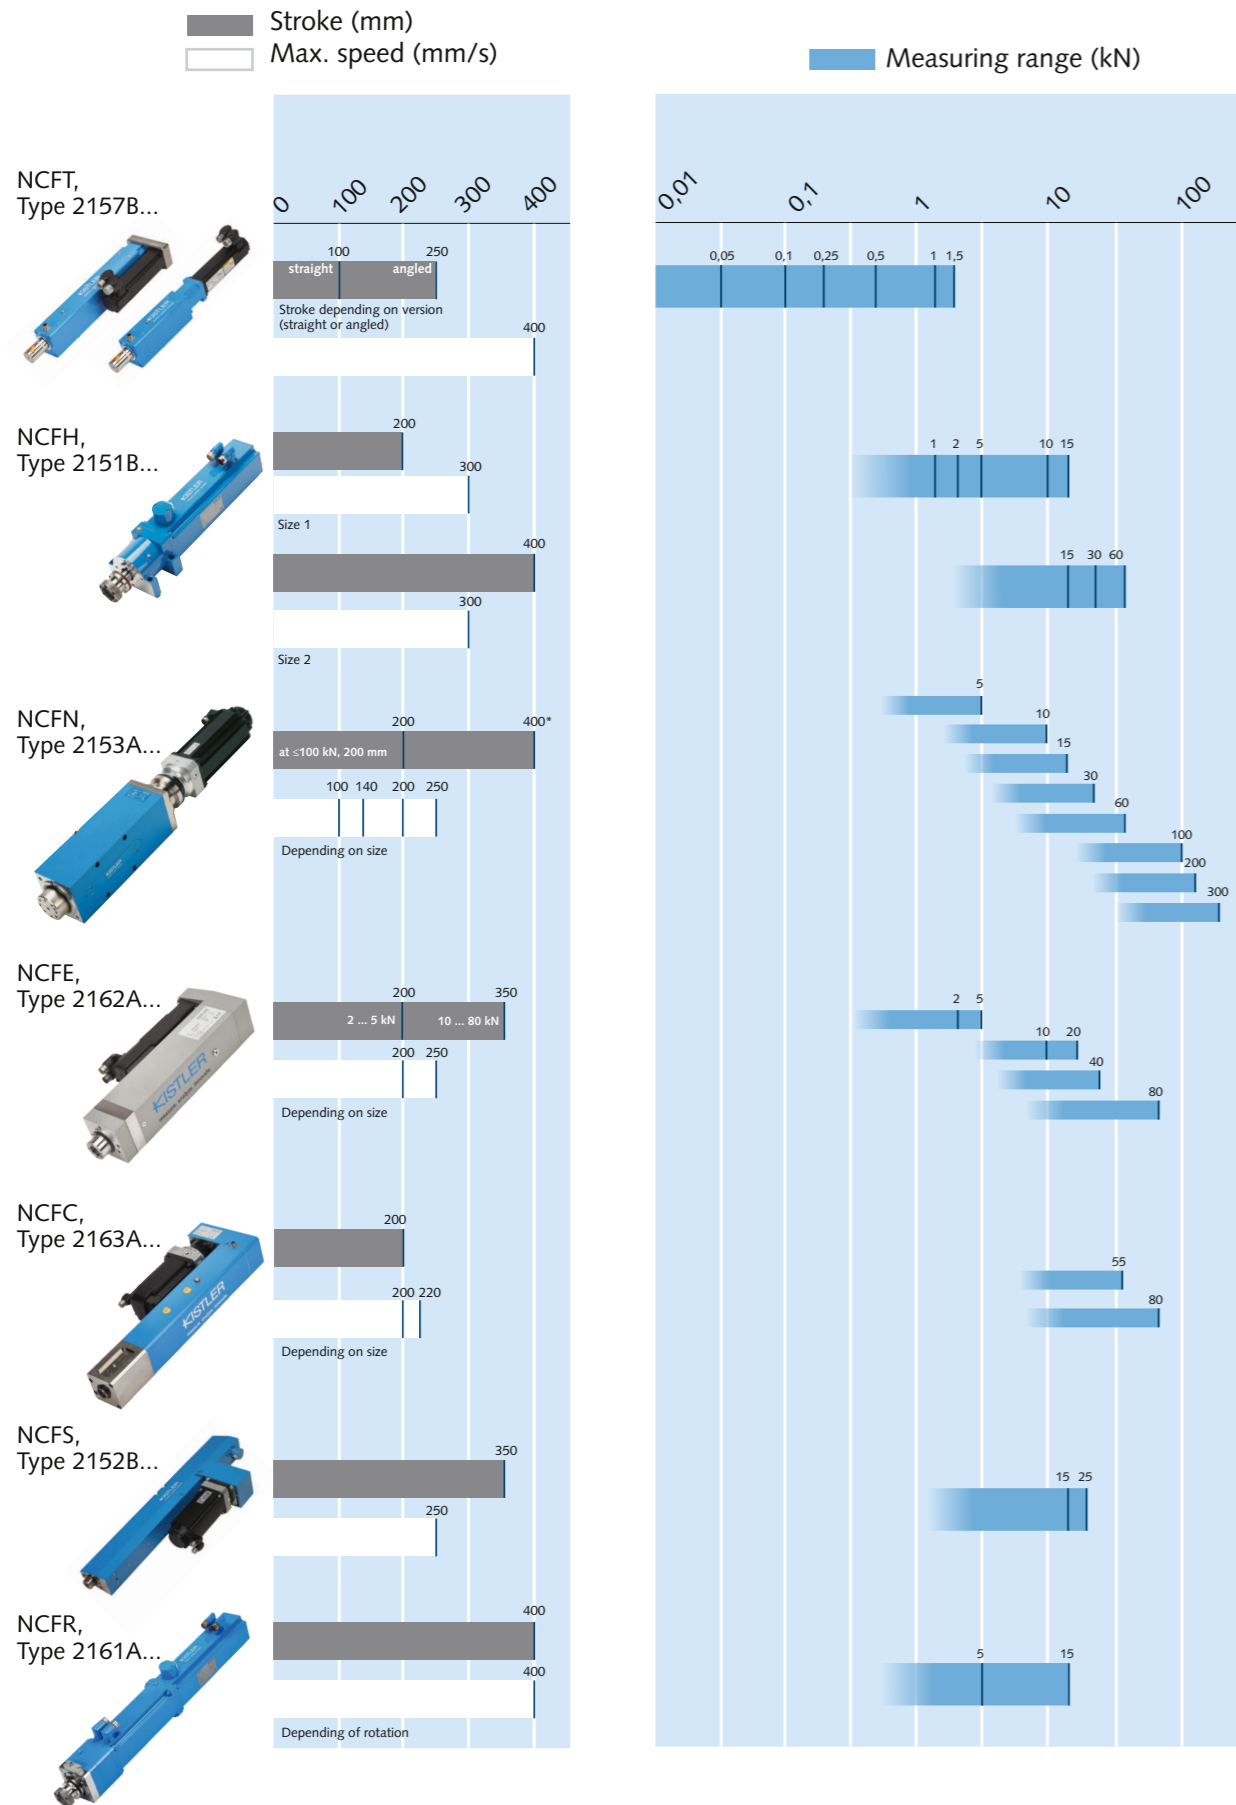 Stroke (mm)
Max. speed (mm/s)
Measuring range (kN)
0 100 200 300 400
0,01 0,1 1 10 100
NCFT,
Type 2157B...
100 250
straight angled
Stroke depending on version
(straight or angled)
400
0,05 0,1 0,25 0,5 1 1,5
NCFH,
Type 2151B...
200
300
Size 1
400
300
Size 2
1 2 5 10 15
15 30 60
NCFN,
Type 2153A...
200 400*
at ≤100 kN, 200 mm
100 140 200 250
Depending on size
5
10
15
30
60
100
200
300
NCFE,
Type 2162A...
200 350
2 ... 5 kN 10 ... 80 kN
200 250
Depending on size
2 5
10 20
40
80
KISTLER
NCFC,
Type 2163A...
200
200 220
Depending on size
55
80
KISTLER
NCFS,
Type 2152B...
350
250
15 25
NCFR,
Type 2161A...
400
400
Depending of rotation
5 15